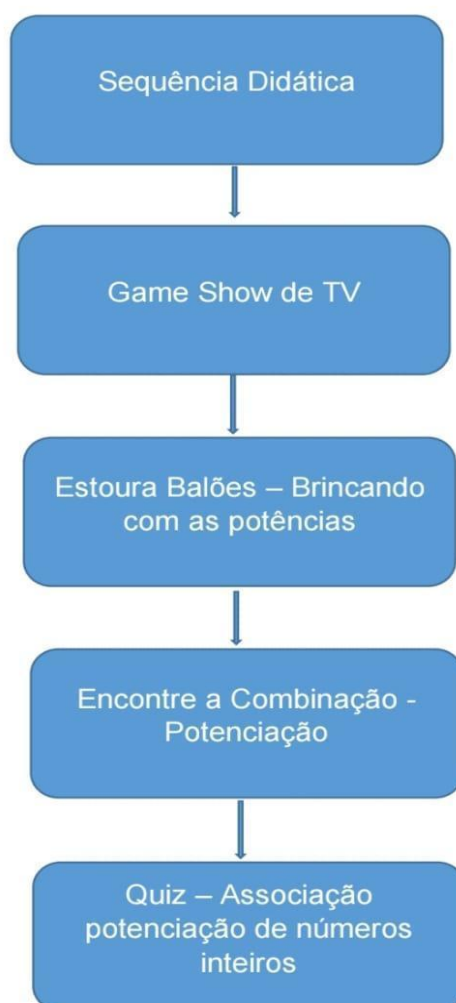 Sequência Didática
Game Show de TV
Estoura Balões – Brincando
com as potências
Encontre a Combinação -
Potenciação
Quiz – Associação
potenciação de números
inteiros